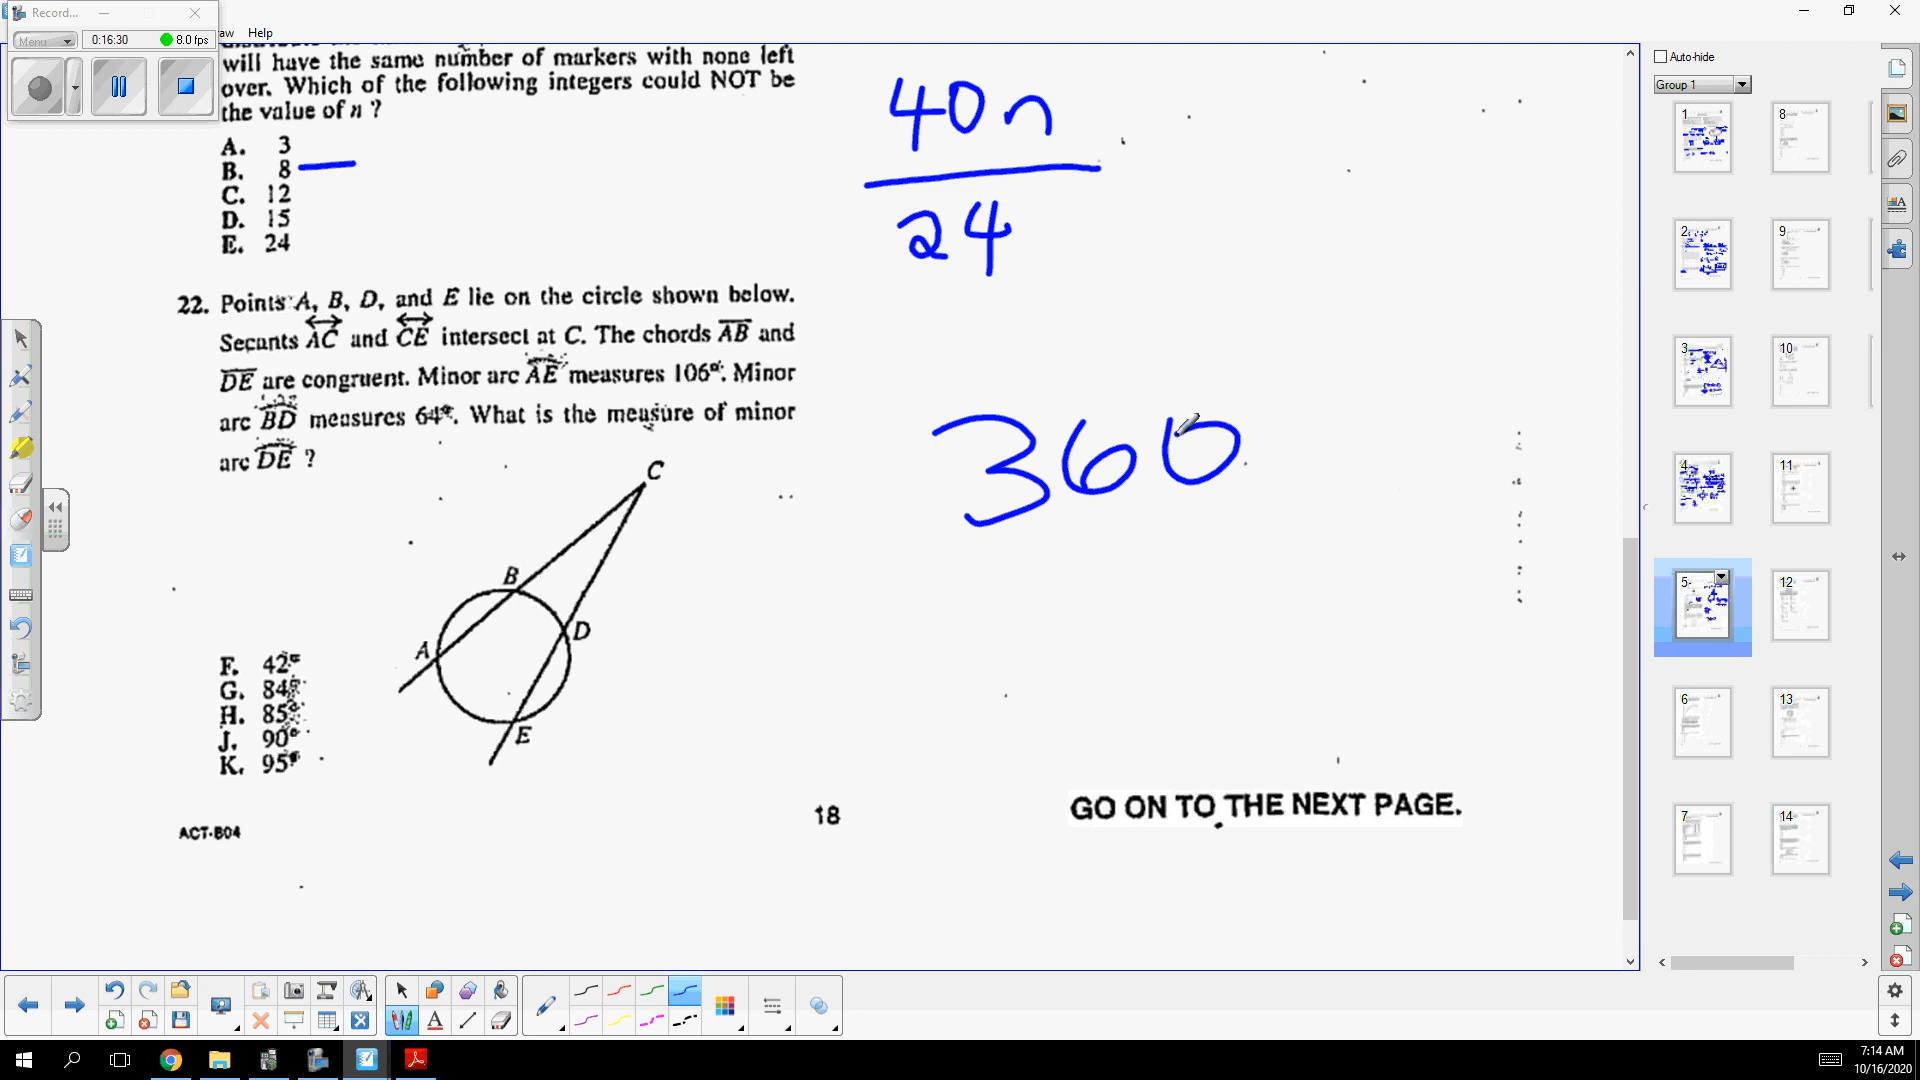 Record...
Menu
0:16:30
8.0 fps
aw Help
will have the same number of markers with none left
over. Which of the following integers could NOT be
the value of n ?
A. 3
B. 8
C. 12
D. 15
E. 24
40n
24
22. Points A, B, D, and E lie on the circle shown below.
Secants AC and CE intersect at C. The chords AB and
DE are congruent. Minor arc AE measures 106°. Minor
arc BD measures 64°. What is the measure of minor
arc DE ?
360
C
B
D
A
E
F. 42°
G. 84°
H. 85°
J. 90°
K. 95°
18
GO ON TO THE NEXT PAGE.
ACT-B04
Auto-hide
Group 1
1
8
2
9
3
10
4
11
5
12
6
13
7
14
A
7:14 AM
10/16/2020